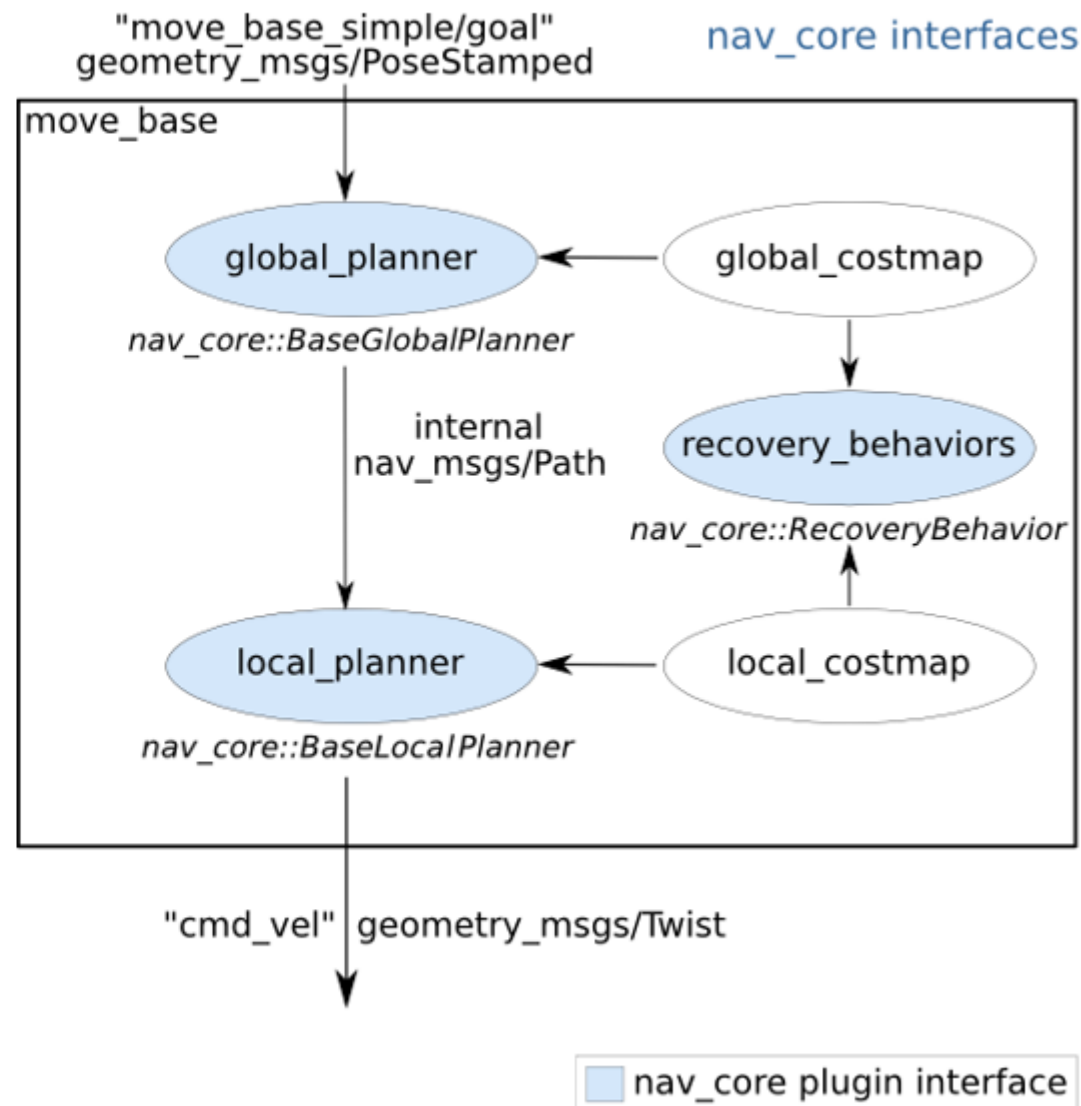 "move_base_simple/goal"
geometry_msgs/PoseStamped
nav_core interfaces
move_base
global_planner
global_costmap
nav_core::BaseGlobalPlanner
internal
nav_msgs/Path
recovery_behaviors
nav_core::RecoveryBehavior
local_planner
local_costmap
nav_core::BaseLocalPlanner
"cmd_vel" geometry_msgs/Twist
nav_core plugin interface